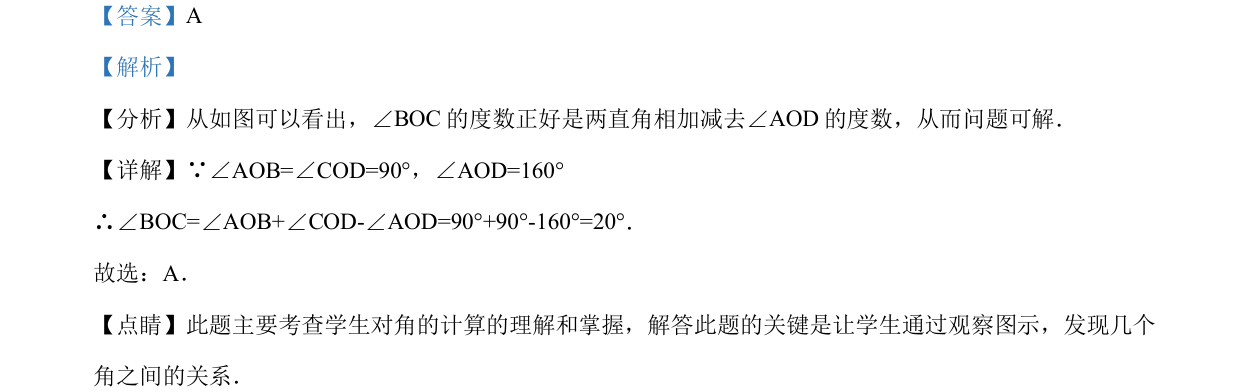 【答案】A
【解析】
【分析】从如图可以看出，∠BOC 的度数正好是两直角相加减去∠AOD 的度数，从而问题可解．
【详解】∵∠AOB=∠COD=90°，∠AOD=160°
∴∠BOC=∠AOB+∠COD-∠AOD=90°+90°-160°=20°．
故选：A．
【点睛】此题主要考查学生对角的计算的理解和掌握，解答此题的关键是让学生通过观察图示，发现几个
角之间的关系．